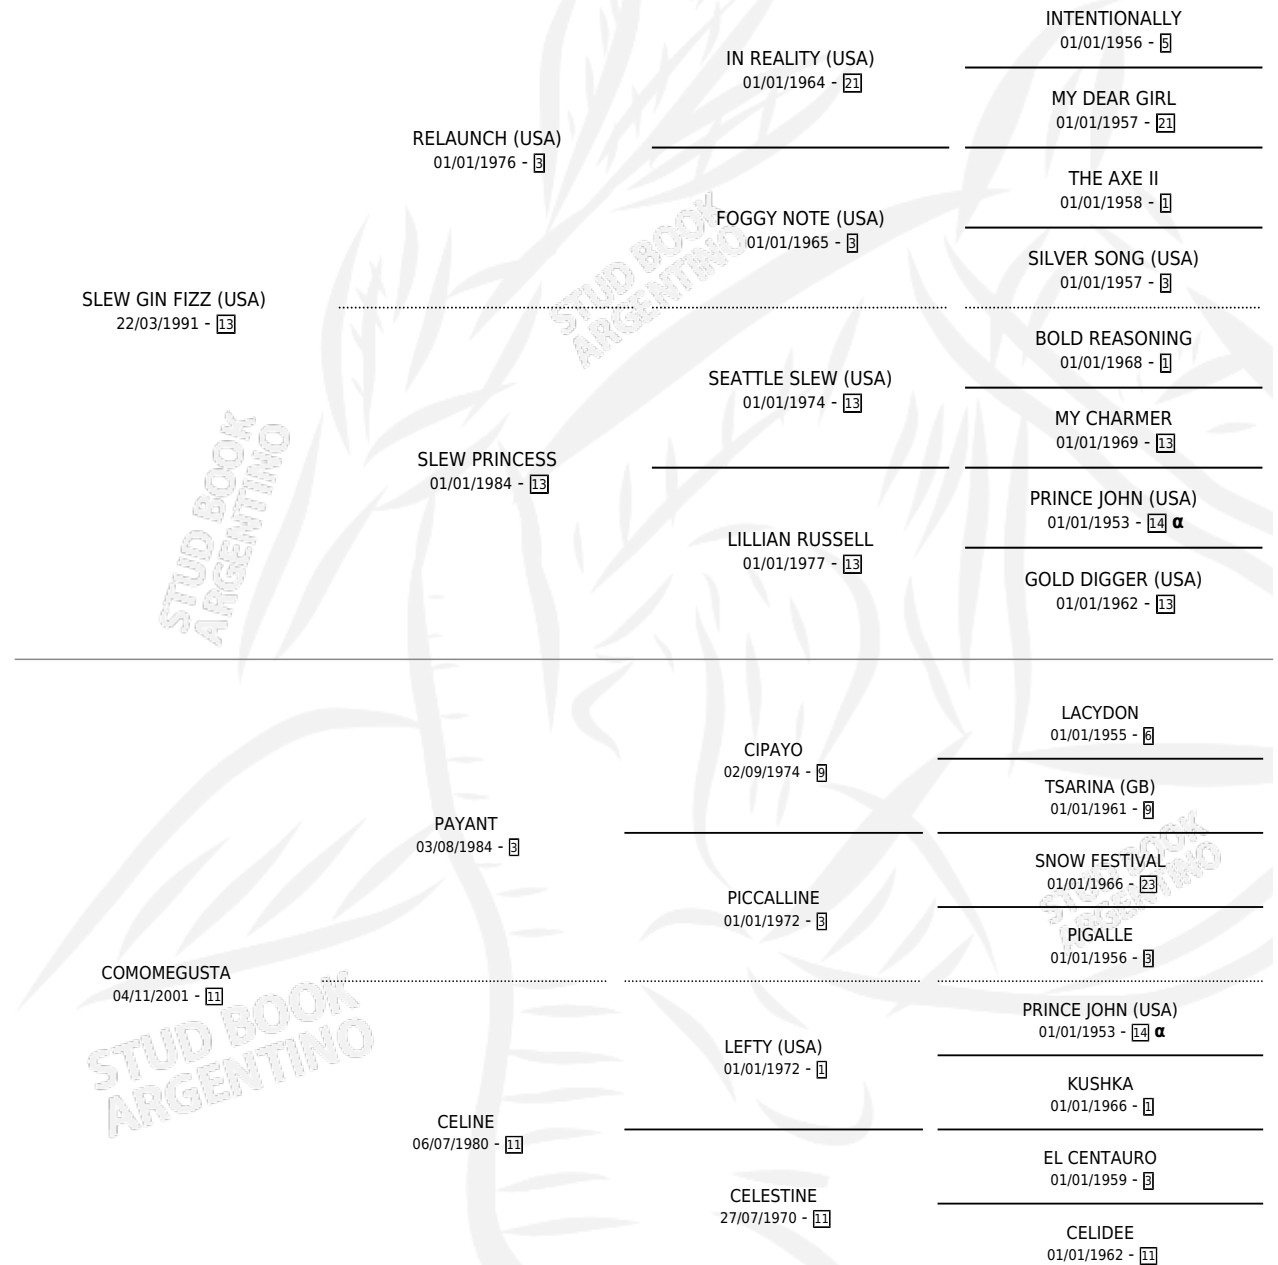 INTENTIONALLY
01/01/1956 - 5
IN REALITY (USA)
01/01/1964 - 21
MY DEAR GIRL
01/01/1957 - 21
RELAUNCH (USA)
01/01/1976 - 3
THE AXE II
01/01/1958 - 1
FOGGY NOTE (USA)
01/01/1965 - 3
SILVER SONG (USA)
01/01/1957 - 3
SLEW GIN FIZZ (USA)
22/03/1991 - 13
BOLD REASONING
01/01/1968 - 1
SEATTLE SLEW (USA)
01/01/1974 - 13
MY CHARMER
01/01/1969 - 13
SLEW PRINCESS
01/01/1984 - 13
PRINCE JOHN (USA)
01/01/1953 - 14 α
LILLIAN RUSSELL
01/01/1977 - 13
GOLD DIGGER (USA)
01/01/1962 - 13
LACYDON
01/01/1955 - 6
CIPAYO
02/09/1974 - 9
TSARINA (GB)
01/01/1961 - 9
PAYANT
03/08/1984 - 3
SNOW FESTIVAL
01/01/1966 - 23
PICCALLINE
01/01/1972 - 3
PIGALLE
01/01/1956 - 3
COMOMEGUSTA
04/11/2001 - 11
PRINCE JOHN (USA)
01/01/1953 - 14 α
LEFTY (USA)
01/01/1972 - 1
KUSHKA
01/01/1966 - 1
CELINE
06/07/1980 - 11
EL CENTAURO
01/01/1959 - 3
CELESTINE
27/07/1970 - 11
CELIDEE
01/01/1962 - 11
STUD BOOK
ARGENTINO
STUD BOOK
ARGENTINO
STUD BOOK
ARGENTINO
STUD BOOK
ARGENTINO